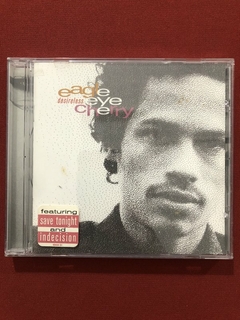 eagle
desireless eye
cherry
featuring
save tonight
and
indecision